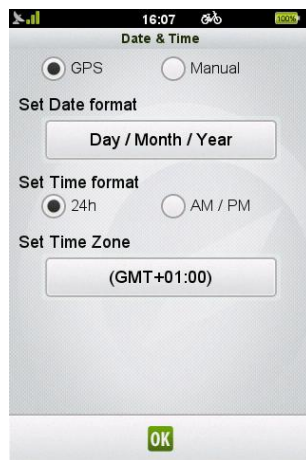 16:07 100%
Date & Time
GPS Manual
Set Date format
Day / Month / Year
Set Time format
24h AM / PM
Set Time Zone
(GMT+01:00)
OK